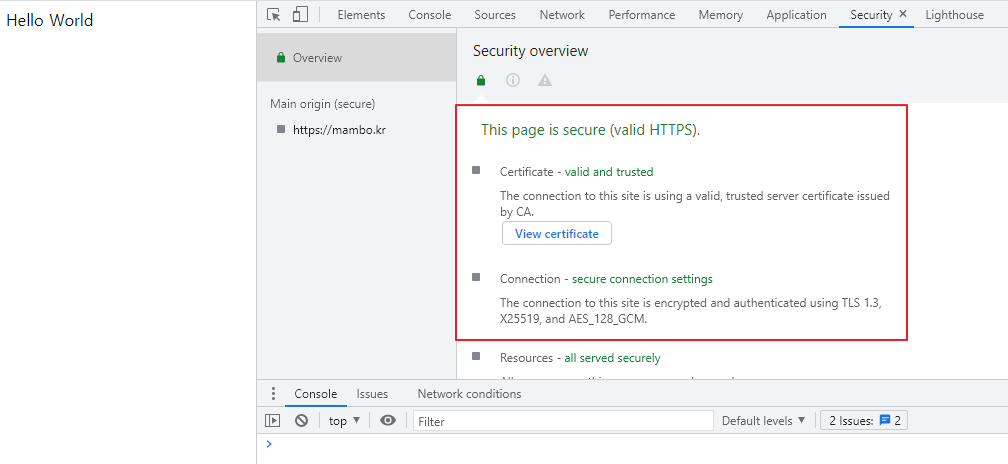 Hello World
Elements Console Sources Network Performance Memory Application Security Lighthouse
Overview
Main origin (secure)
https://mambo.kr
Security overview
This page is secure (valid HTTPS).
Certificate - valid and trusted
The connection to this site is using a valid, trusted server certificate issued
by CA.
View certificate
Connection - secure connection settings
The connection to this site is encrypted and authenticated using TLS 1.3,
X25519, and AES_128_GCM.
Resources - all served securely
Console Issues Network conditions
top Filter Default levels 2 Issues: 2